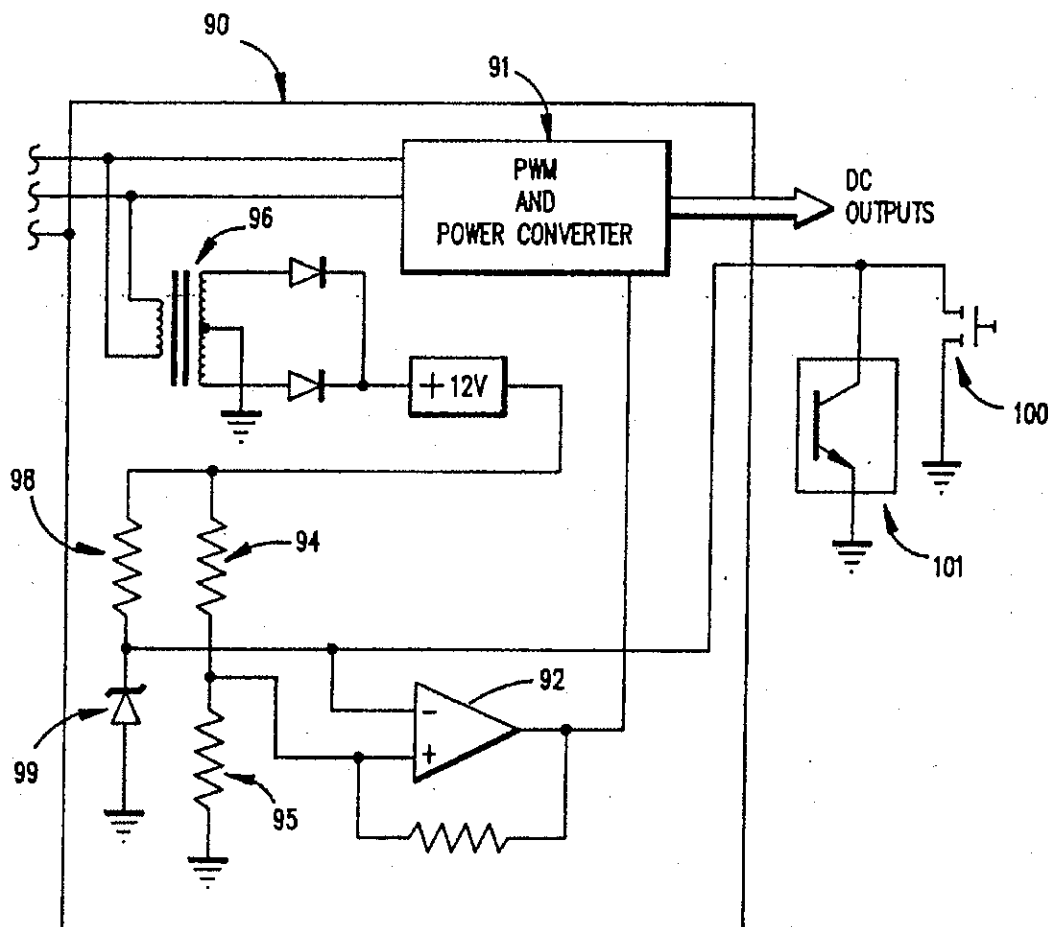 90
91
PWM
AND
POWER CONVERTER
DC
OUTPUTS
96
+ 12V
100
98
94
101
92
−
+
99
95